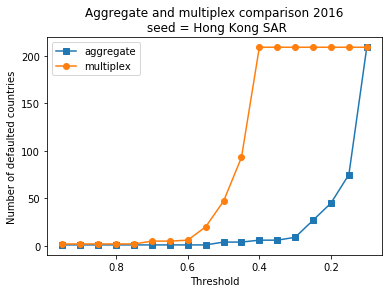 Aggregate and multiplex comparison 2016
seed = Hong Kong SAR
aggregate
multiplex
Number of defaulted countries
200
150
100
50
0
0.8
0.6
0.4
0.2
Threshold